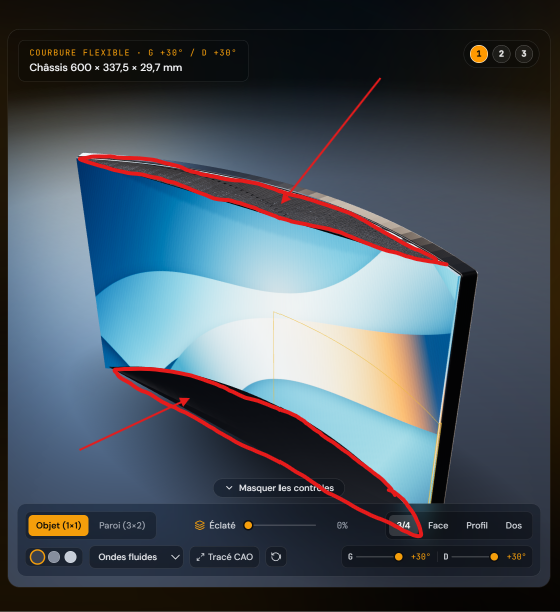 COURBURE FLEXIBLE · G +30° / D +30°
Châssis 600 × 337,5 × 29,7 mm
1 2 3
Masquer les contrôles
Objet (1×1) Paroi (3×2) Éclaté 0% 3/4 Face Profil Dos
Ondes fluides Tracé CAO G +30° D +30°